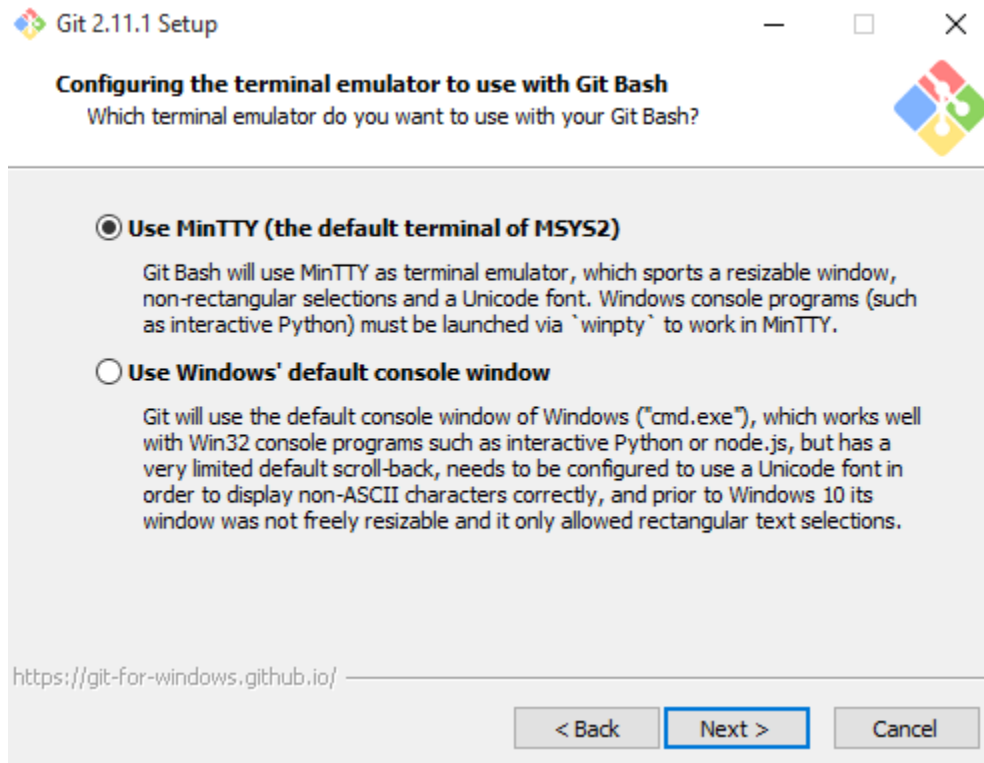 Git 2.11.1 Setup
Configuring the terminal emulator to use with Git Bash
Which terminal emulator do you want to use with your Git Bash?
Use MinTTY (the default terminal of MSYS2)
Git Bash will use MinTTY as terminal emulator, which sports a resizable window,
non-rectangular selections and a Unicode font. Windows console programs (such
as interactive Python) must be launched via `winpty` to work in MinTTY.
Use Windows' default console window
Git will use the default console window of Windows ("cmd.exe"), which works well
with Win32 console programs such as interactive Python or node.js, but has a
very limited default scroll-back, needs to be configured to use a Unicode font in
order to display non-ASCII characters correctly, and prior to Windows 10 its
window was not freely resizable and it only allowed rectangular text selections.
https://git-for-windows.github.io/
< Back Next > Cancel